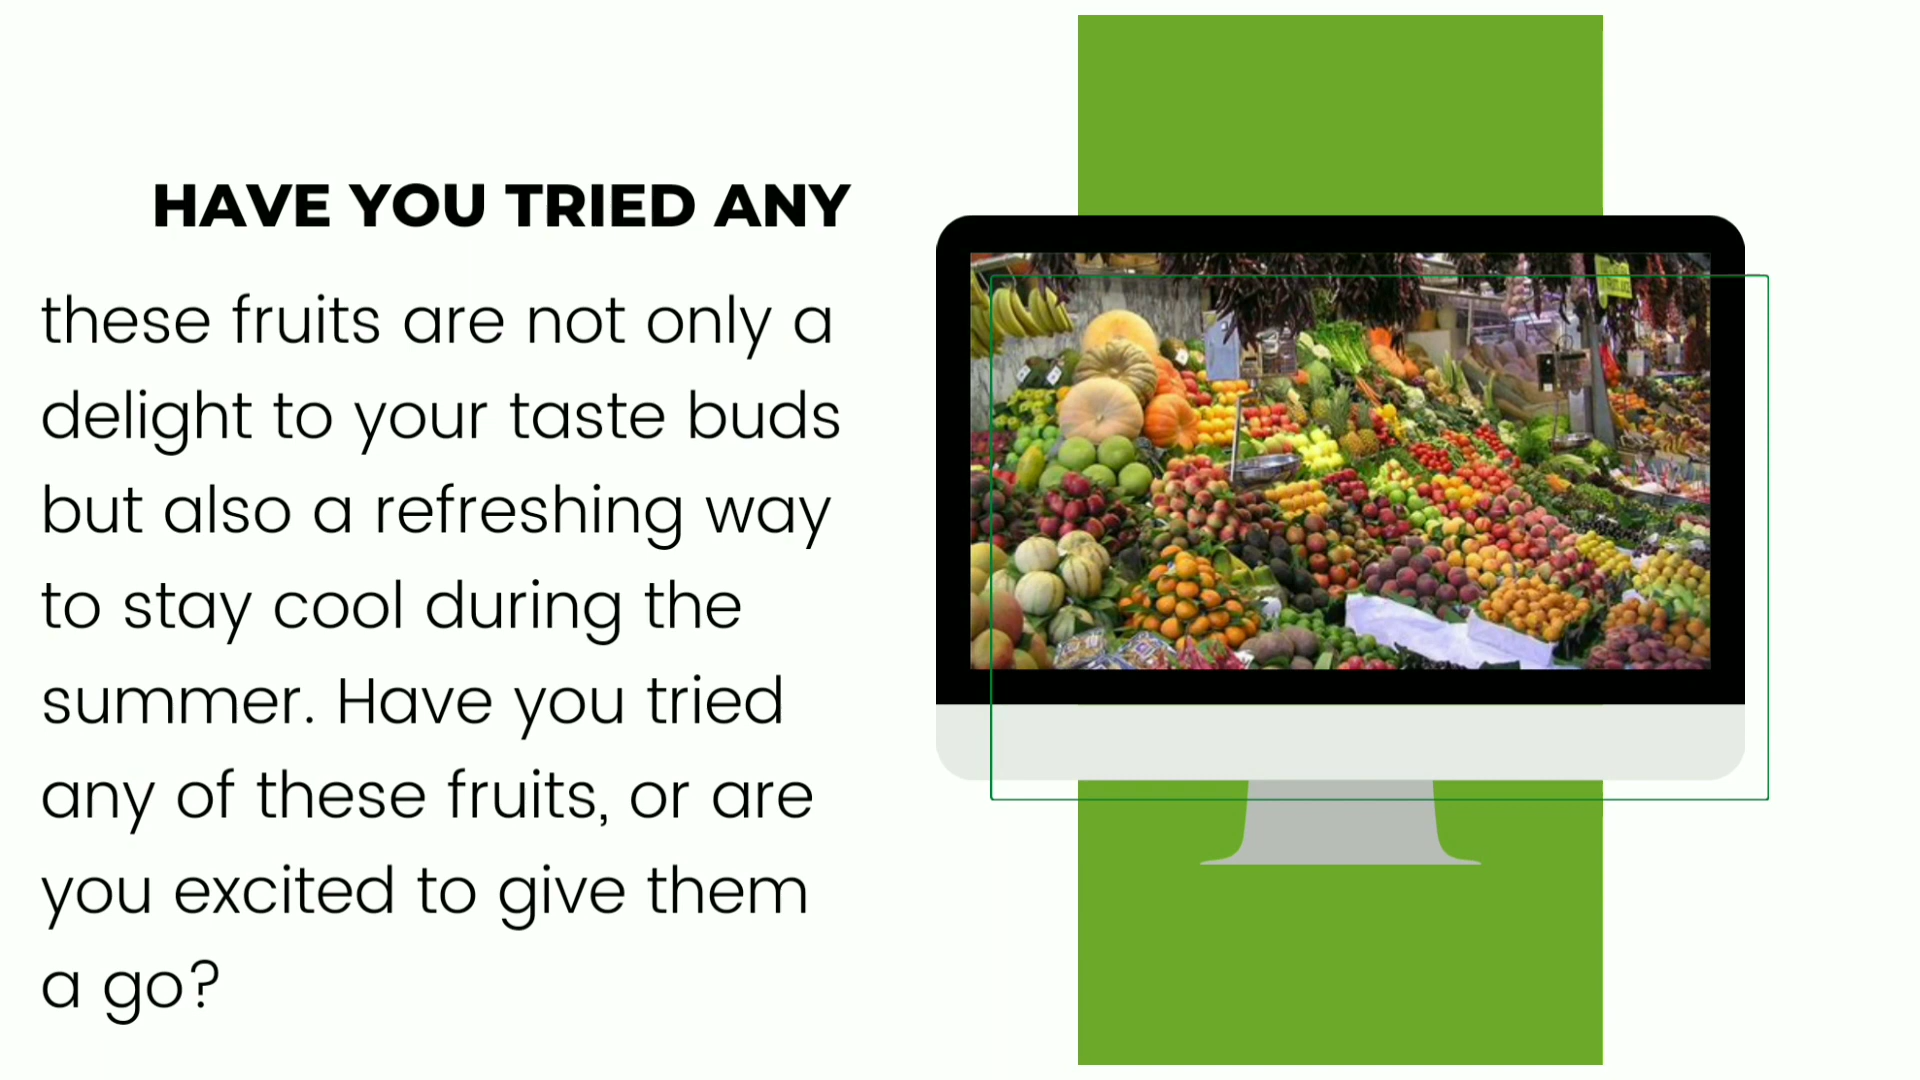 HAVE YOU TRIED ANY
these fruits are not only a
delight to your taste buds
but also a refreshing way
to stay cool during the
summer. Have you tried
any of these fruits, or are
you excited to give them
a go?